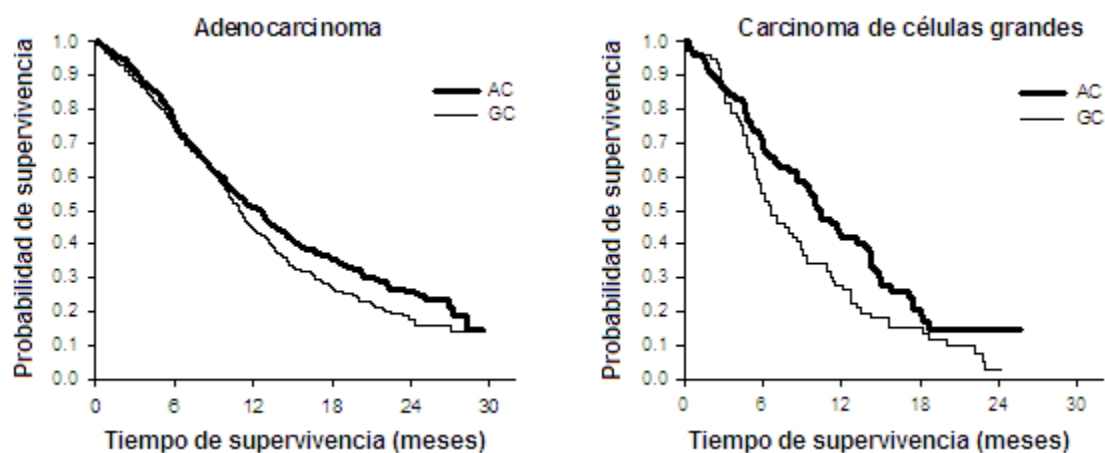 Adenocarcinoma
Probabilidad de supervivencia
1.0
0.9
0.8
0.7
0.6
0.5
0.4
0.3
0.2
0.1
0.0
AC
GC
0 6 12 18 24 30
Tiempo de supervivencia (meses)
Carcinoma de células grandes
Probabilidad de supervivencia
1.0
0.9
0.8
0.7
0.6
0.5
0.4
0.3
0.2
0.1
0.0
AC
GC
0 6 12 18 24 30
Tiempo de supervivencia (meses)